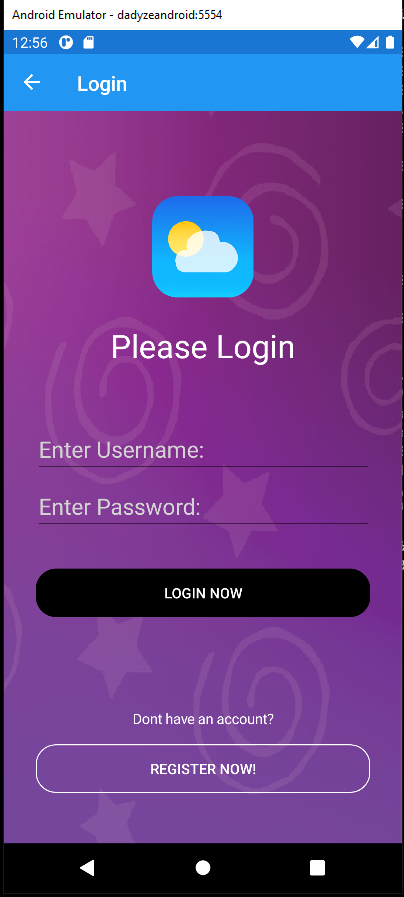 Android Emulator - dadyzeandroid:5554
12:56
Login
Please Login
Enter Username:
Enter Password:
LOGIN NOW
Dont have an account?
REGISTER NOW!